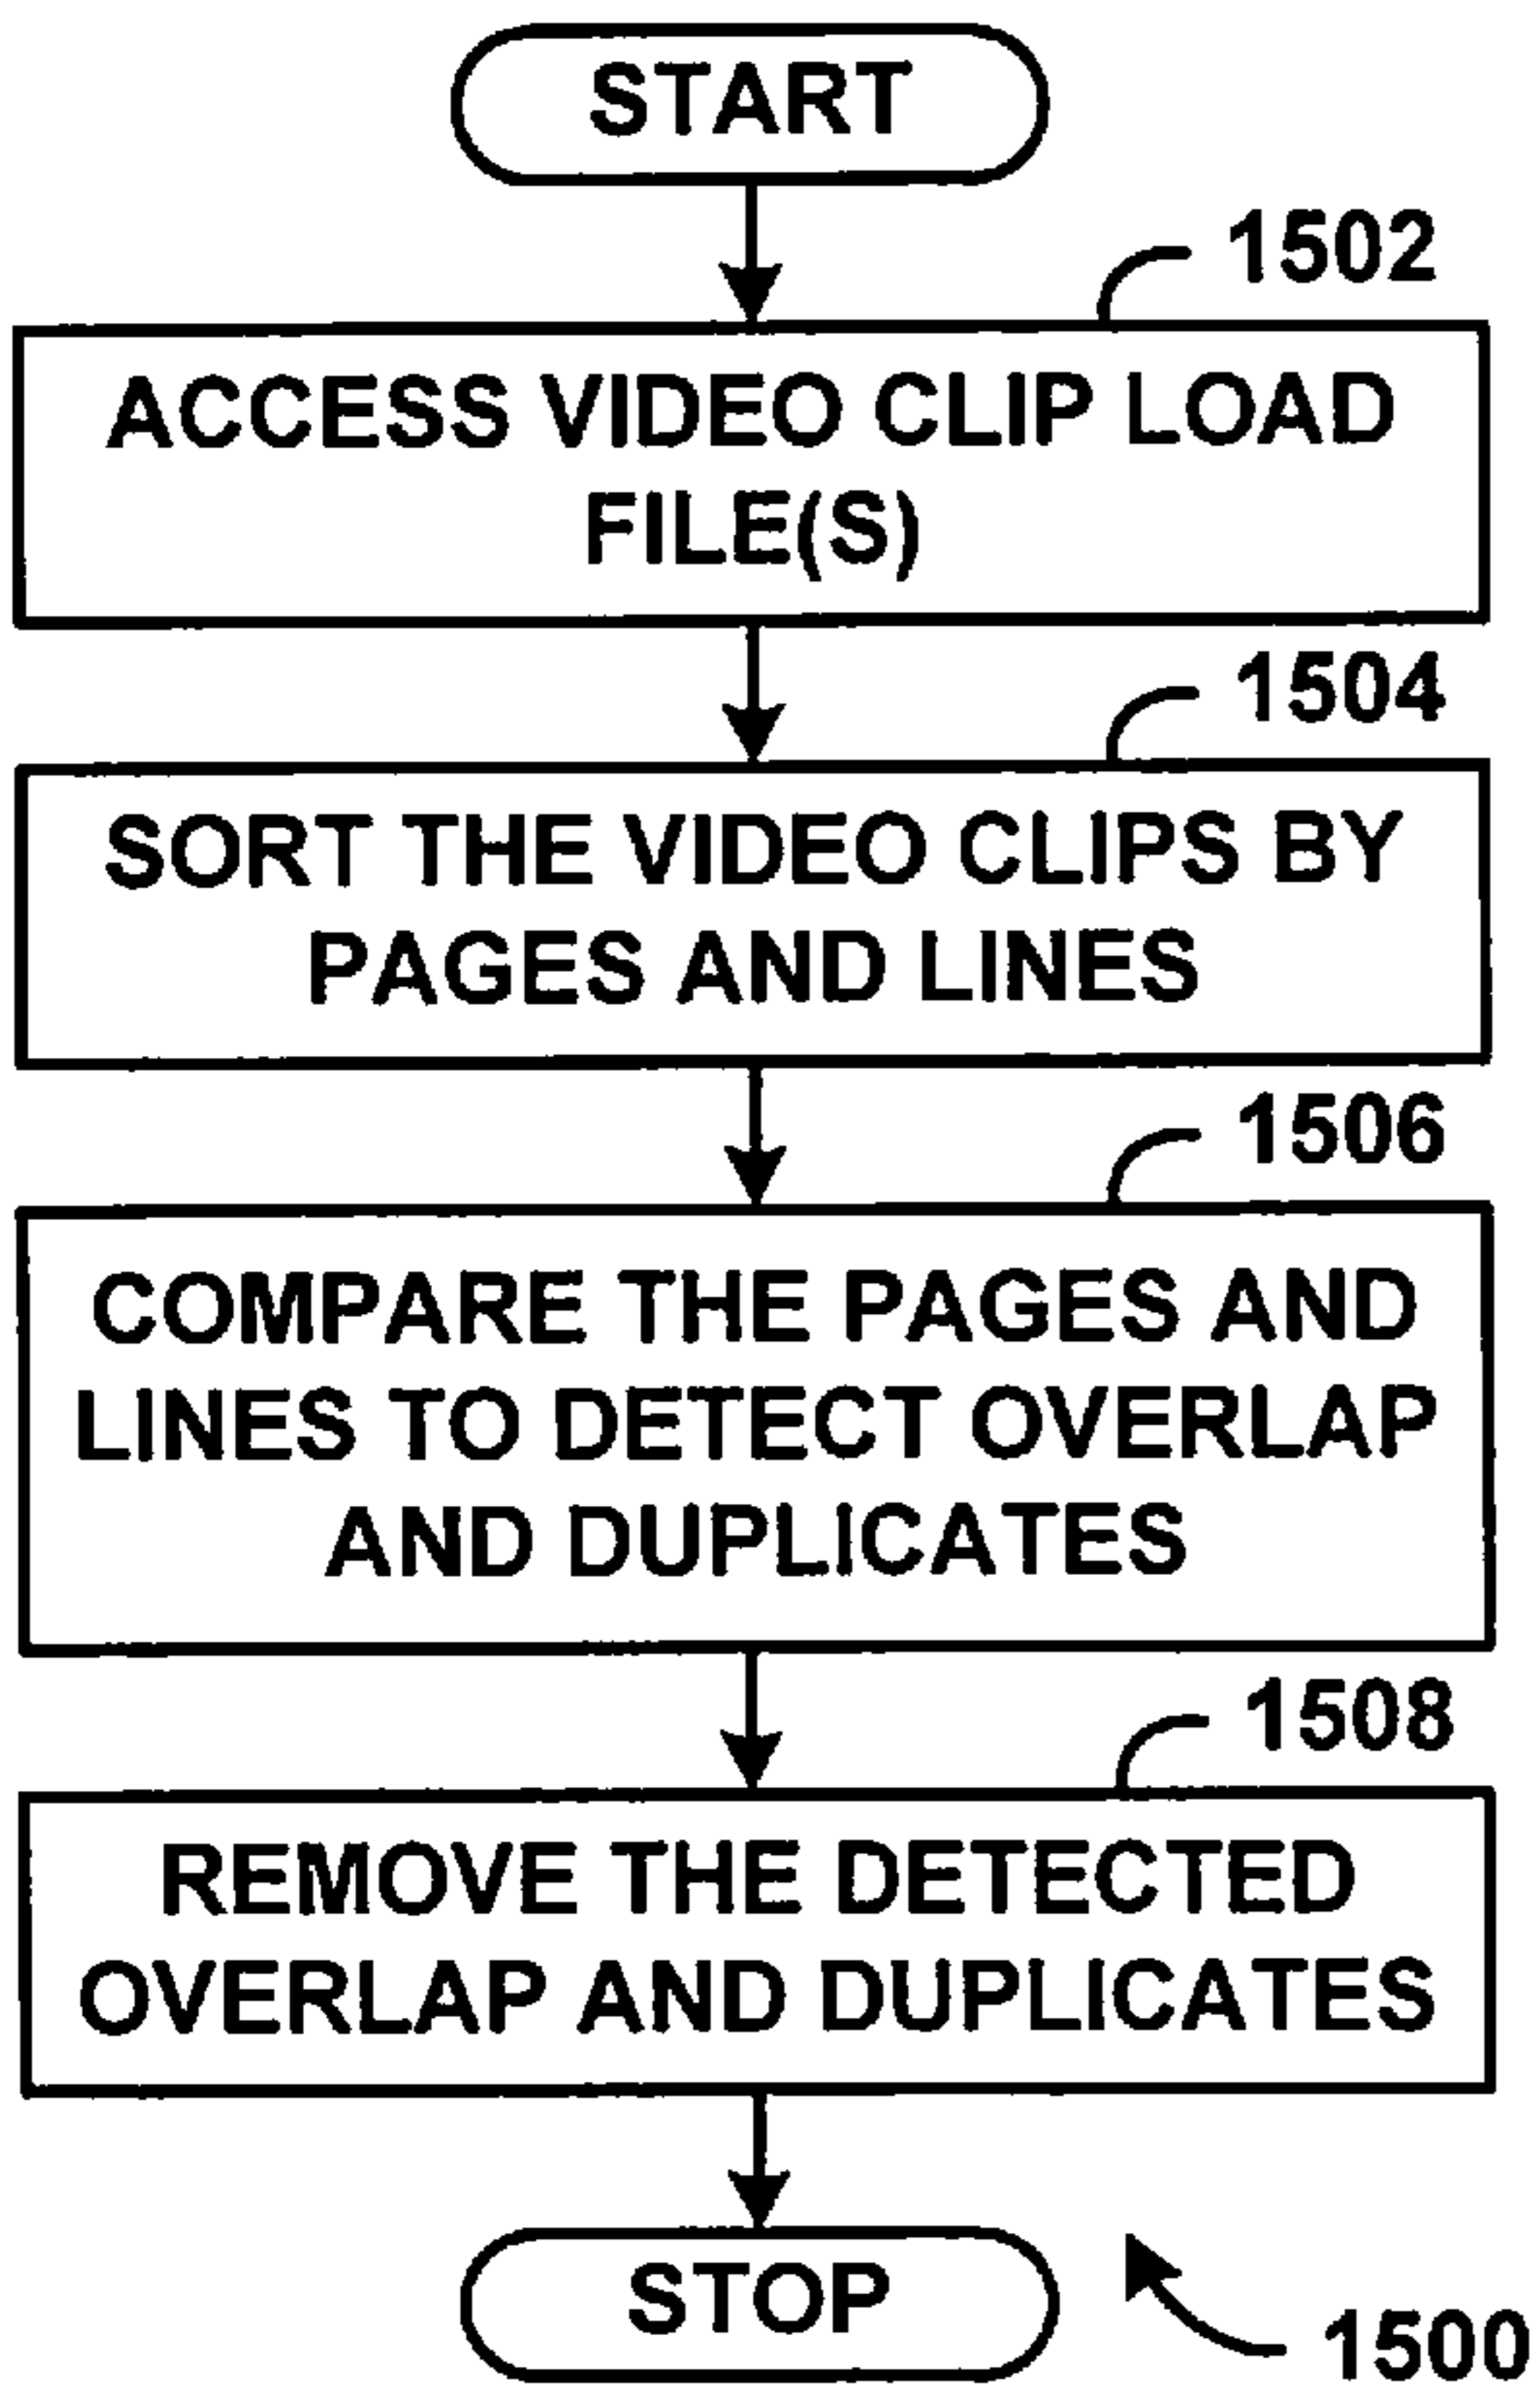 START
1502
ACCESS VIDEO CLIP LOAD
FILE(S)
1504
SORT THE VIDEO CLIPS BY
PAGES AND LINES
1506
COMPARE THE PAGES AND
LINES TO DETECT OVERLAP
AND DUPLICATES
1508
REMOVE THE DETECTED
OVERLAP AND DUPLICATES
STOP
1500